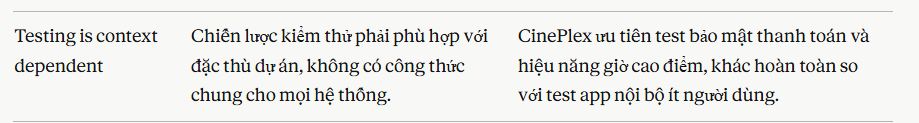 Testing is context
dependent
Chiến lược kiểm thử phải phù hợp với
đặc thù dự án, không có công thức
chung cho mọi hệ thống.
CinePlex ưu tiên test bảo mật thanh toán và
hiệu năng giờ cao điểm, khác hoàn toàn so
với test app nội bộ ít người dùng.